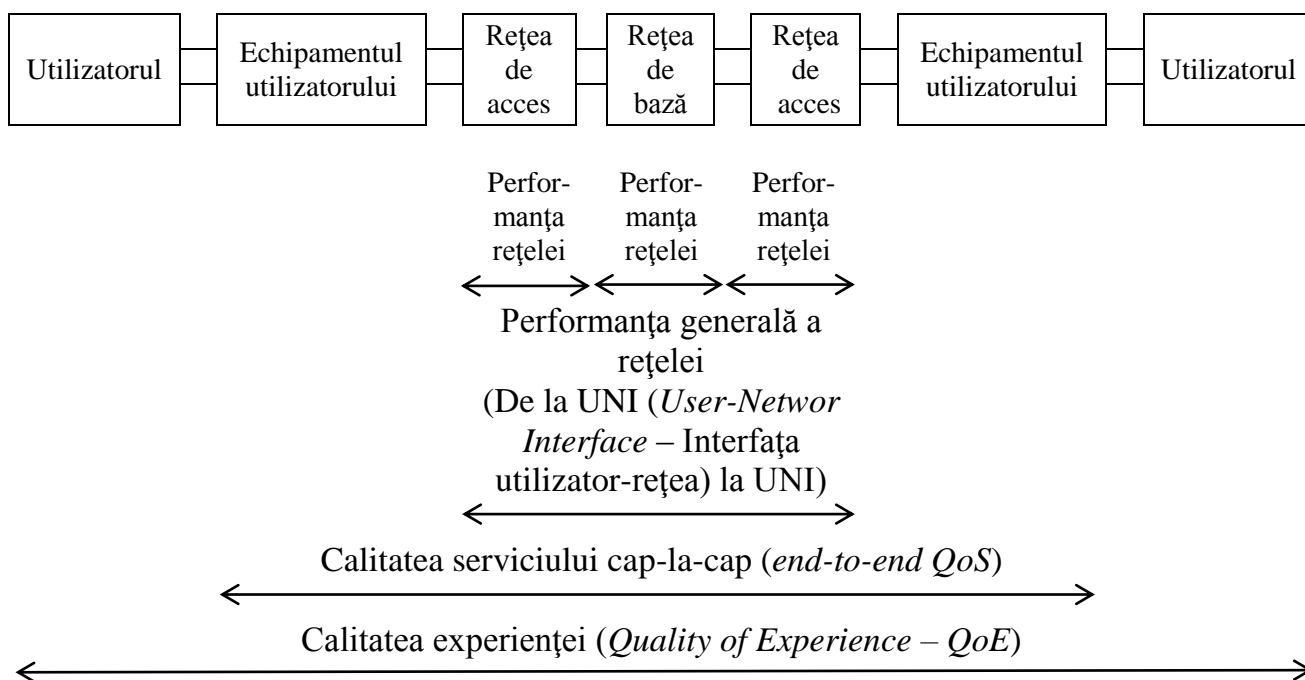 Utilizatorul
Echipamentul
utilizatorului
Reţea
de
acces
Reţea
de
bază
Reţea
de
acces
Echipamentul
utilizatorului
Utilizatorul
Perfor-
manţa
reţelei
Perfor-
manţa
reţelei
Perfor-
manţa
reţelei
Performanţa generală a
reţelei
(De la UNI (User-Networ
Interface – Interfaţa
utilizator-reţea) la UNI)
Calitatea serviciului cap-la-cap (end-to-end QoS)
Calitatea experienţei (Quality of Experience – QoE)